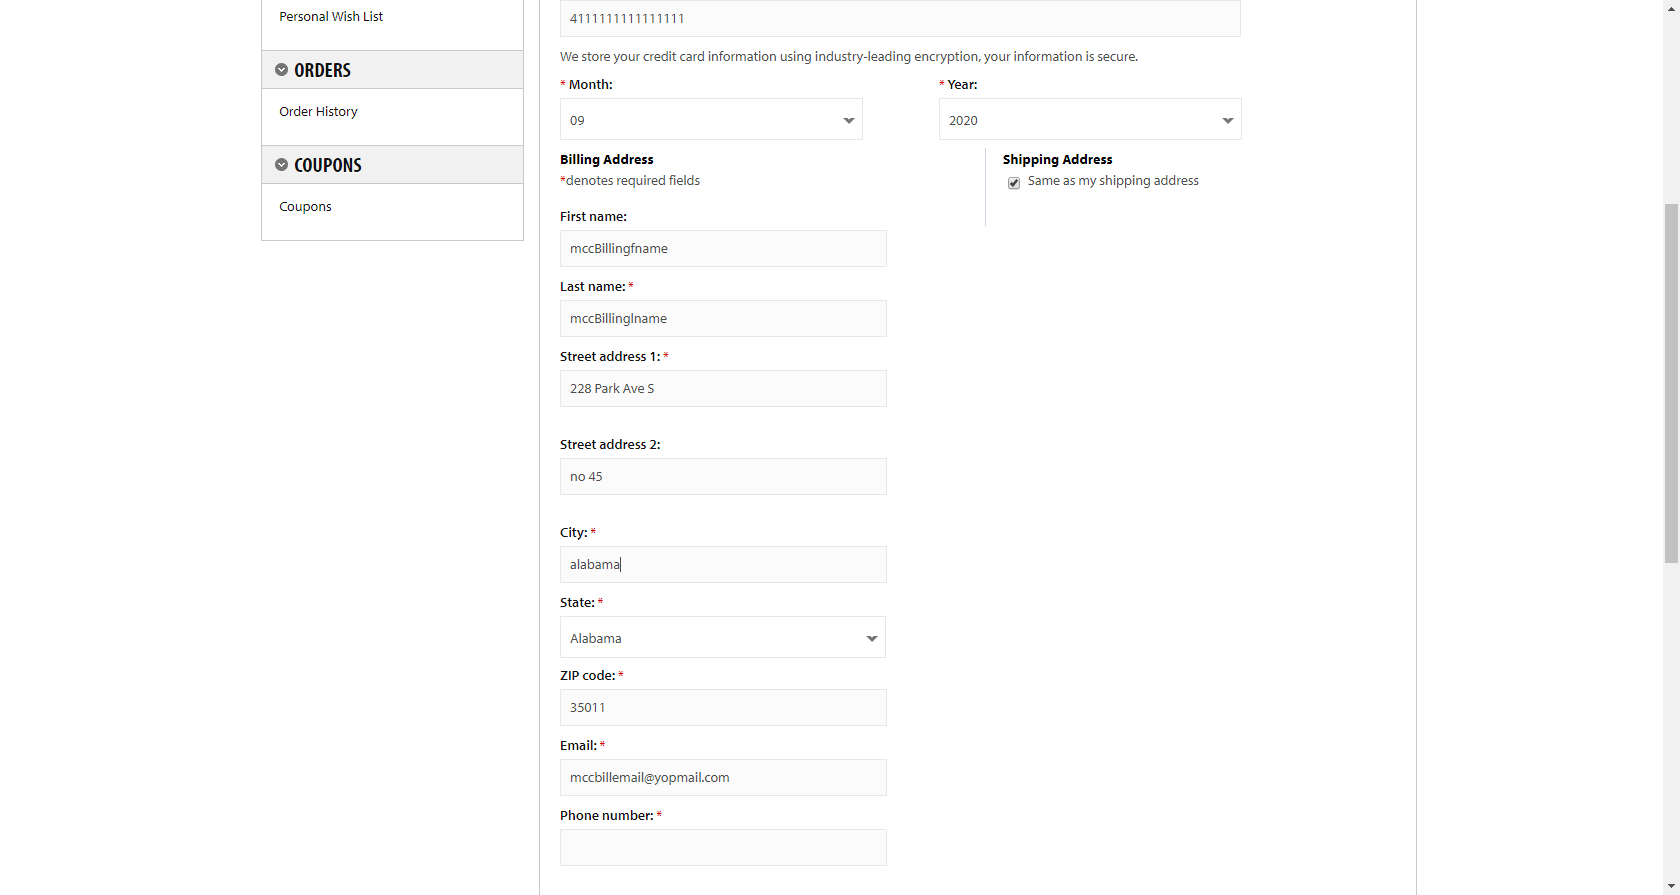 Personal Wish List
ORDERS
Order History
COUPONS
Coupons
4111111111111111
We store your credit card information using industry-leading encryption, your information is secure.
* Month:
* Year:
09
2020
Billing Address
*denotes required fields
Shipping Address
Same as my shipping address
First name:
mccBillingfname
Last name: *
mccBillinglname
Street address 1: *
228 Park Ave S
Street address 2:
no 45
City: *
alabama
State: *
Alabama
ZIP code: *
35011
Email: *
mccbillemail@yopmail.com
Phone number: *